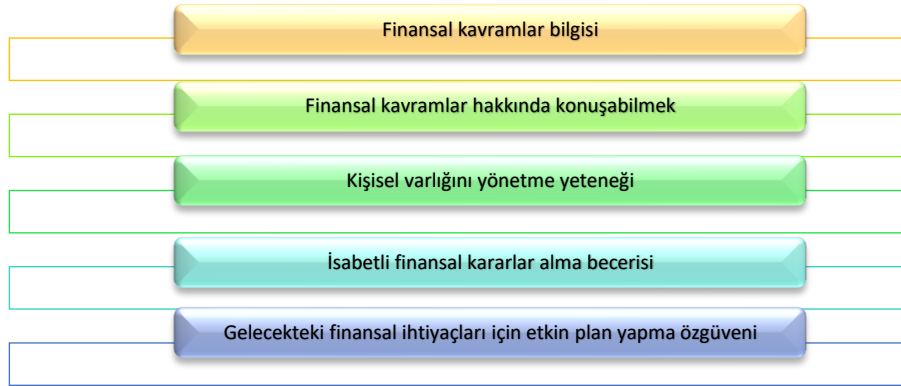 Finansal kavramlar bilgisi
Finansal kavramlar hakkında konuşabilmek
Kişisel varlığını yönetme yeteneği
İsabetli finansal kararlar alma becerisi
Gelecekteki finansal ihtiyaçları için etkin plan yapma özgüveni